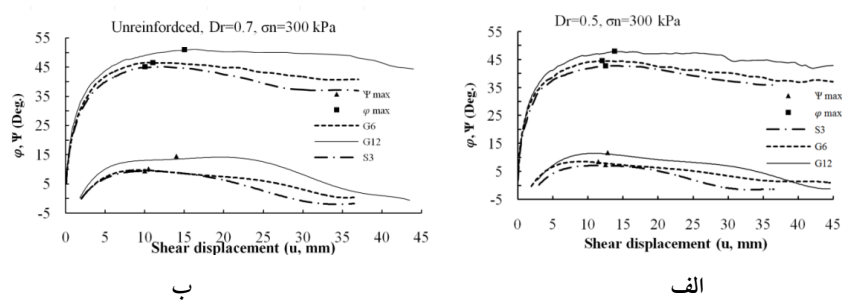 Unreinfordced, Dr=0.7, σn=300 kPa
φ, Ψ (Deg.)
55
45
35
25
15
5
-5
Ψ max
φ max
G6
G12
S3
0 5 10 15 20 25 30 35 40 45
Shear displacement (u, mm)
ب
Dr=0.5, σn=300 kPa
φ, Ψ (Deg.)
55
45
35
25
15
5
-5
Ψ max
φ max
S3
G6
G12
0 5 10 15 20 25 30 35 40 45
Shear displacement (u, mm)
الف